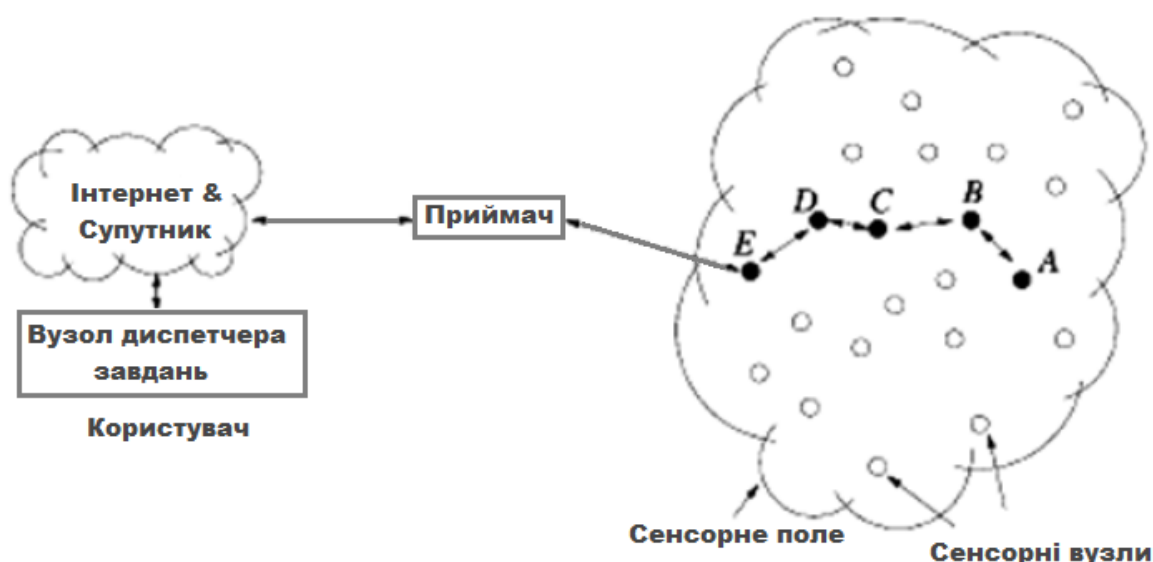 Інтернет &
Супутник
Приймач
Вузол диспетчера
завдань
Користувач
E
D
C
B
A
Сенсорне поле
Сенсорні вузли